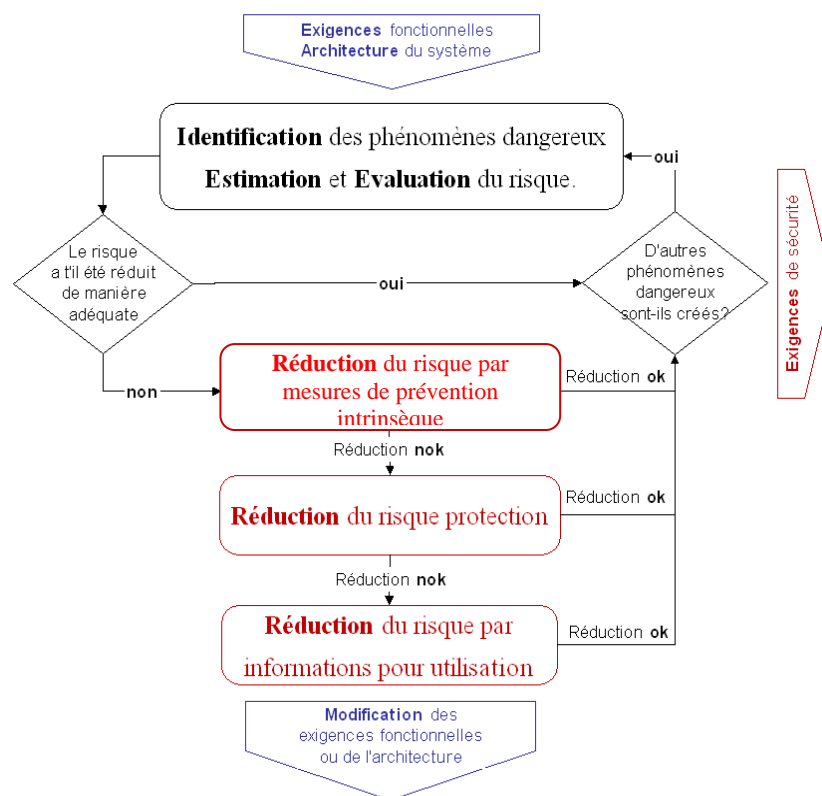 Exigences fonctionnelles
Architecture du système
Identification des phénomènes dangereux
Estimation et Evaluation du risque.
oui
Le risque
a t'il été réduit
de manière
adéquate
oui
D'autres
phénomènes
dangereux
sont-ils créés?
Exigences de sécurité
non
Réduction du risque par
mesures de prévention
intrinsèque
Réduction ok
Réduction nok
Réduction du risque protection
Réduction ok
Réduction nok
Réduction du risque par
informations pour utilisation
Réduction ok
Modification des
exigences fonctionnelles
ou de l'architecture